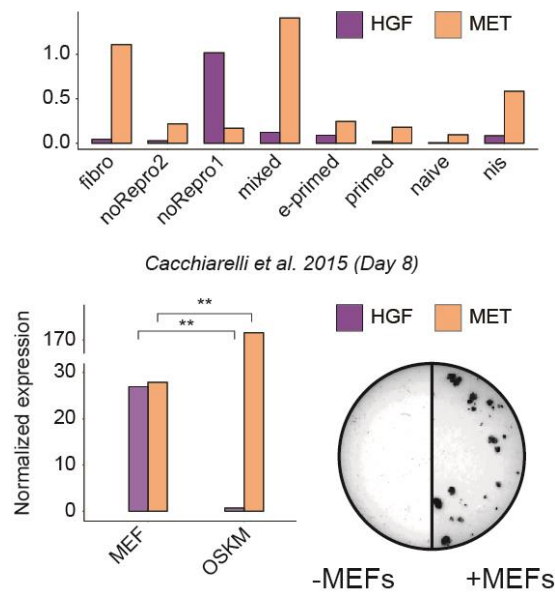 HGF MET
1.0
0.5
0.0
fibro noRepro2 noRepro1 mixed e-primed primed naive nis
Cacchiarelli et al. 2015 (Day 8)
HGF MET
**
**
Normalized expression
170
30
20
10
0
MEF OSKM
-MEFs +MEFs